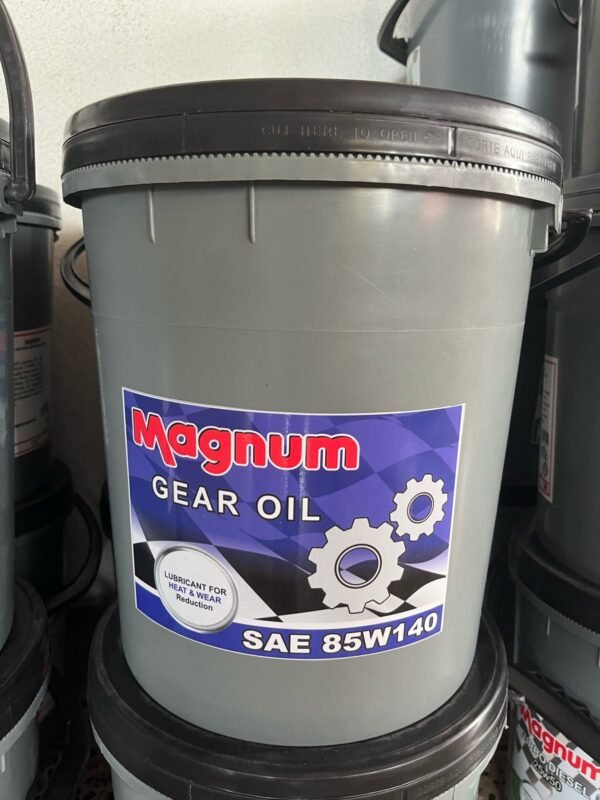 CUT HERE TO OPEN
CORTE AQUI
Magnum
GEAR OIL
LUBRICANT FOR
HEAT & WEAR
Reduction
SAE 85W140
Magnum